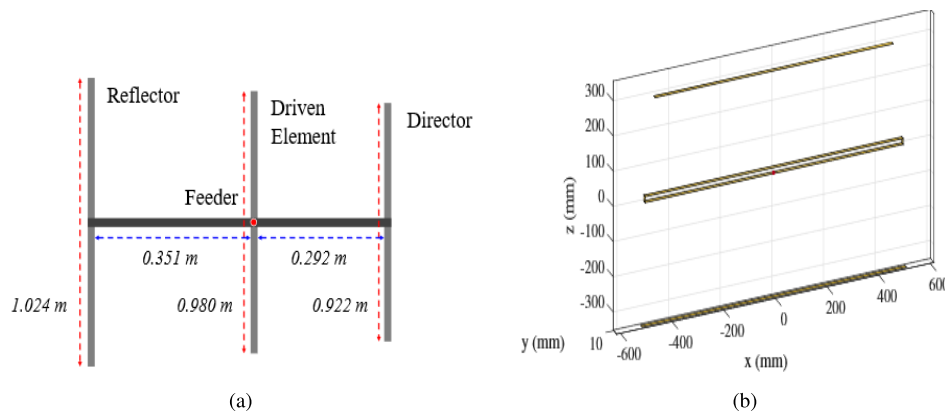 Reflector
Driven
Element
Director
Feeder
0.351 m
0.292 m
1.024 m
0.980 m
0.922 m
(a)
300
200
100
0
-100
-200
-300
z (mm)
y (mm)
10
-600
-400
-200
0
200
400
600
x (mm)
(b)